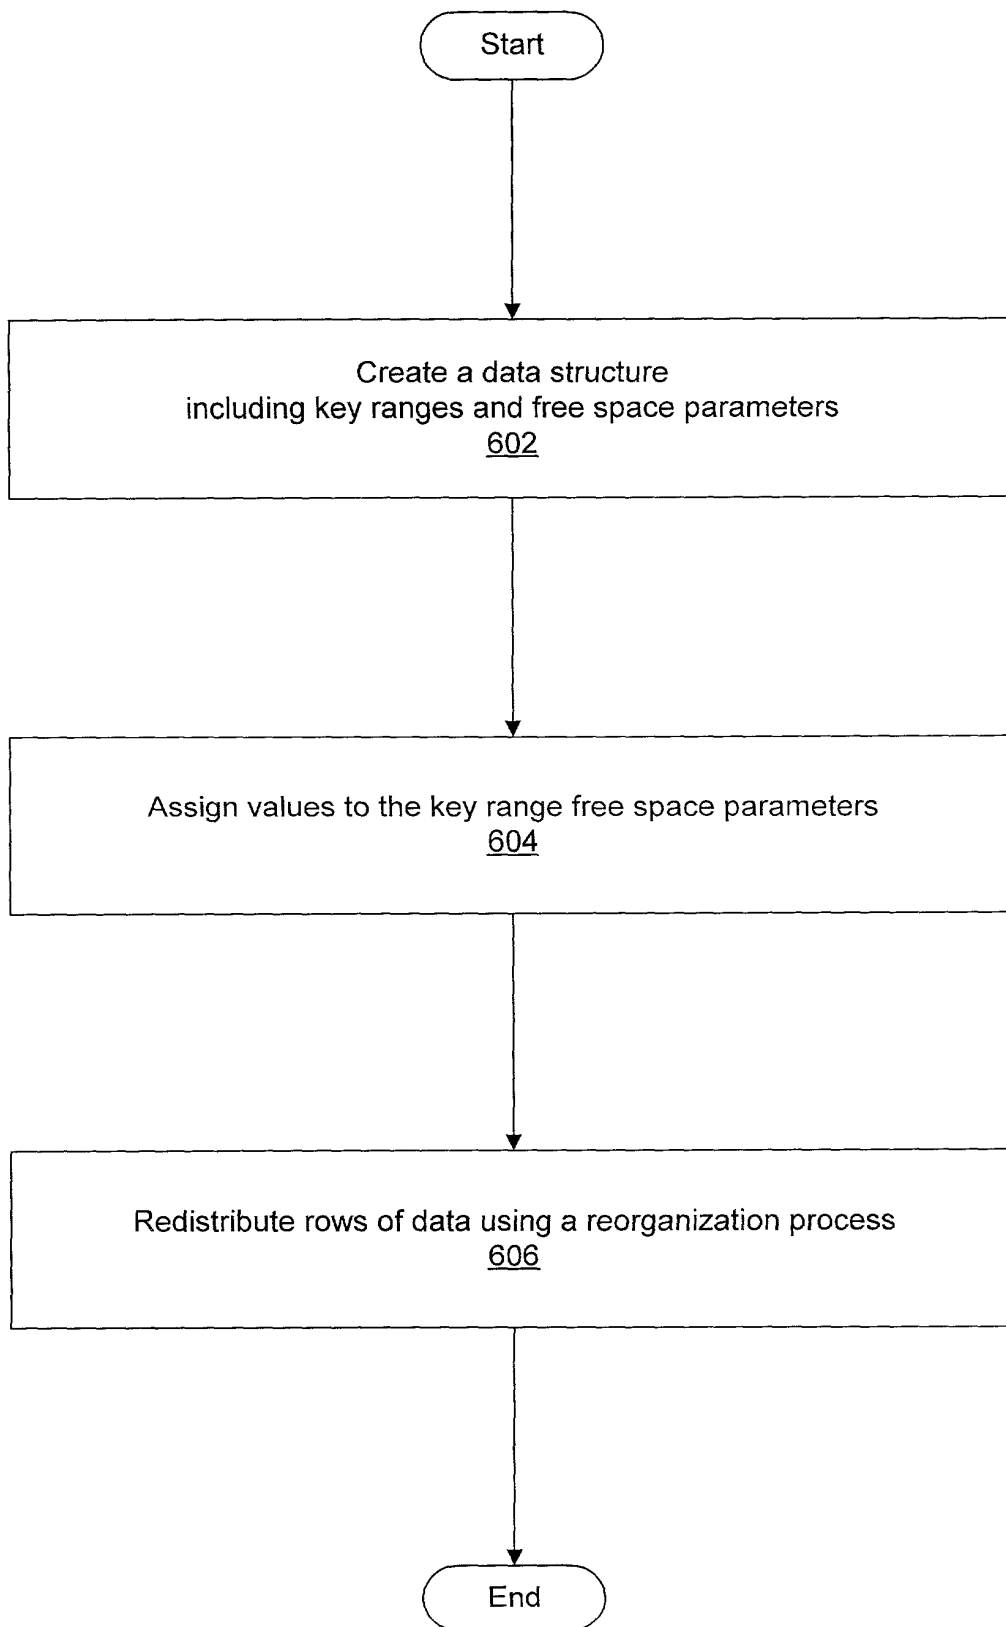 Start
Create a data structure
including key ranges and free space parameters
602
Assign values to the key range free space parameters
604
Redistribute rows of data using a reorganization process
606
End